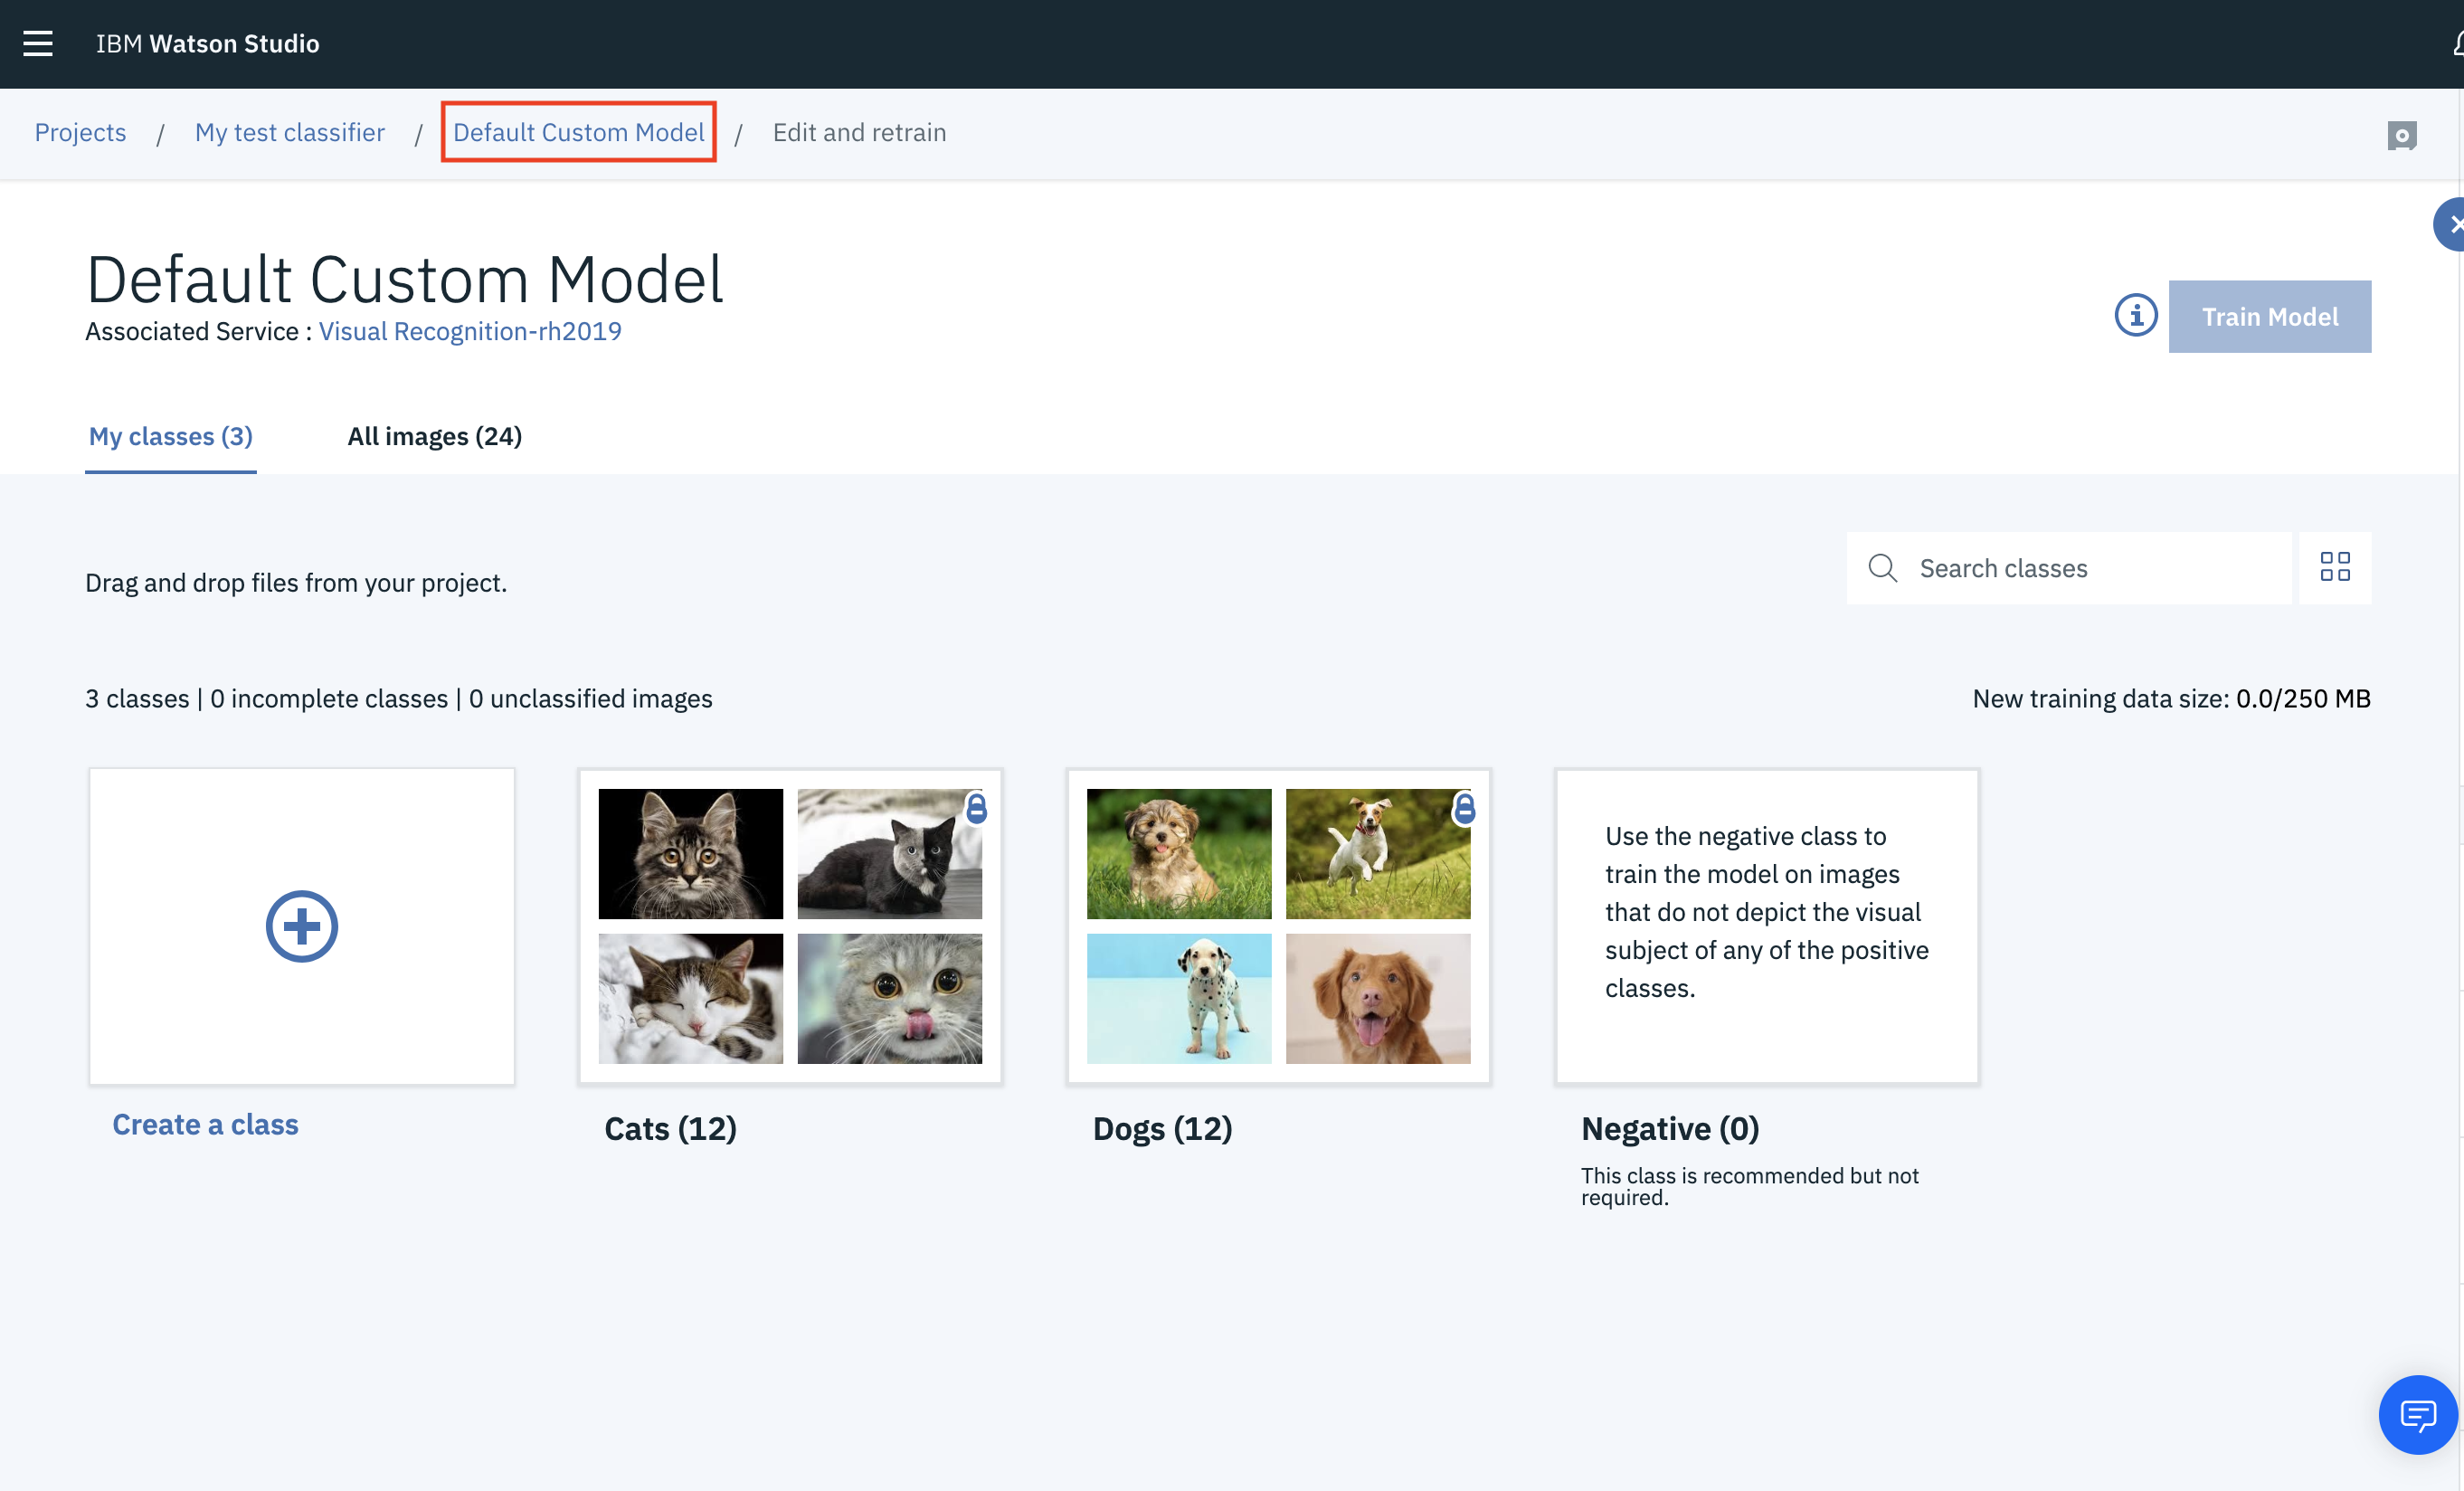 IBM Watson Studio
Projects / My test classifier / Default Custom Model / Edit and retrain
Default Custom Model
Associated Service : Visual Recognition-rh2019
Train Model
My classes (3) All images (24)
Search classes
Drag and drop files from your project.
3 classes | 0 incomplete classes | 0 unclassified images
New training data size: 0.0/250 MB
Use the negative class to
train the model on images
that do not depict the visual
subject of any of the positive
classes.
Create a class
Cats (12)
Dogs (12)
Negative (0)
This class is recommended but not
required.